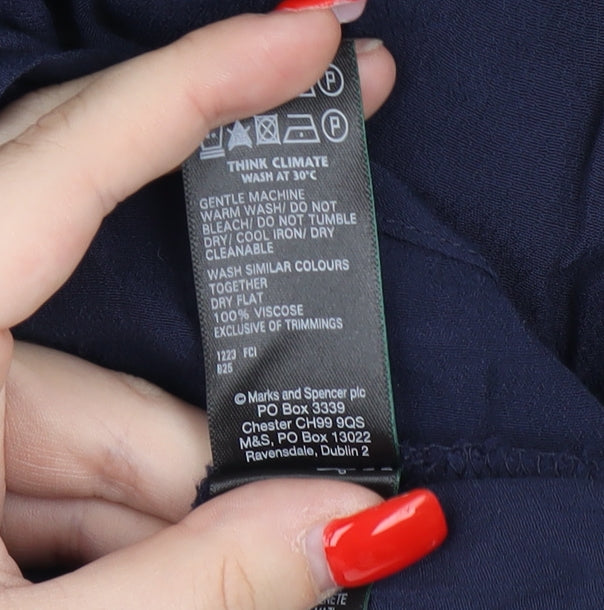 P
P
THINK CLIMATE
WASH AT 30°C
GENTLE MACHINE
WARM WASH/ DO NOT
BLEACH/ DO NOT TUMBLE
DRY/ COOL IRON/ DRY
CLEANABLE
WASH SIMILAR COLOURS
TOGETHER
DRY FLAT
100% VISCOSE
EXCLUSIVE OF TRIMMINGS
1223 FCI
B25
© Marks and Spencer plc
PO Box 3339
Chester CH99 9QS
M&S, PO Box 13022
Ravensdale, Dublin 2